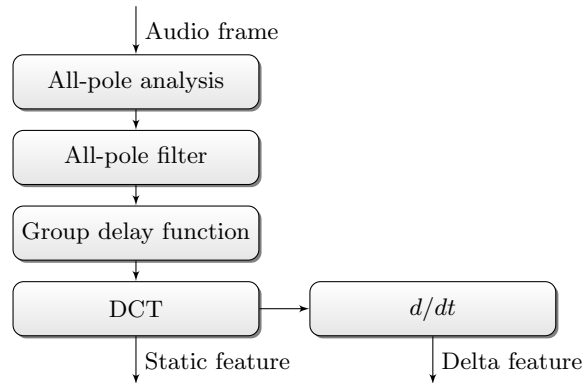 Audio frame
All-pole analysis
All-pole filter
Group delay function
DCT
d/dt
Static feature
Delta feature